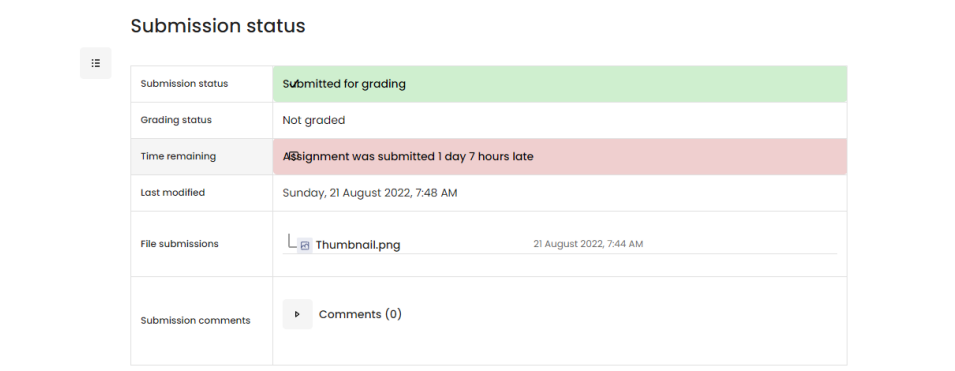 Submission status
Submission status Submitted for grading
Grading status Not graded
Time remaining Assignment was submitted 1 day 7 hours late
Last modified Sunday, 21 August 2022, 7:48 AM
File submissions Thumbnail.png 21 August 2022, 7:44 AM
Submission comments Comments (0)